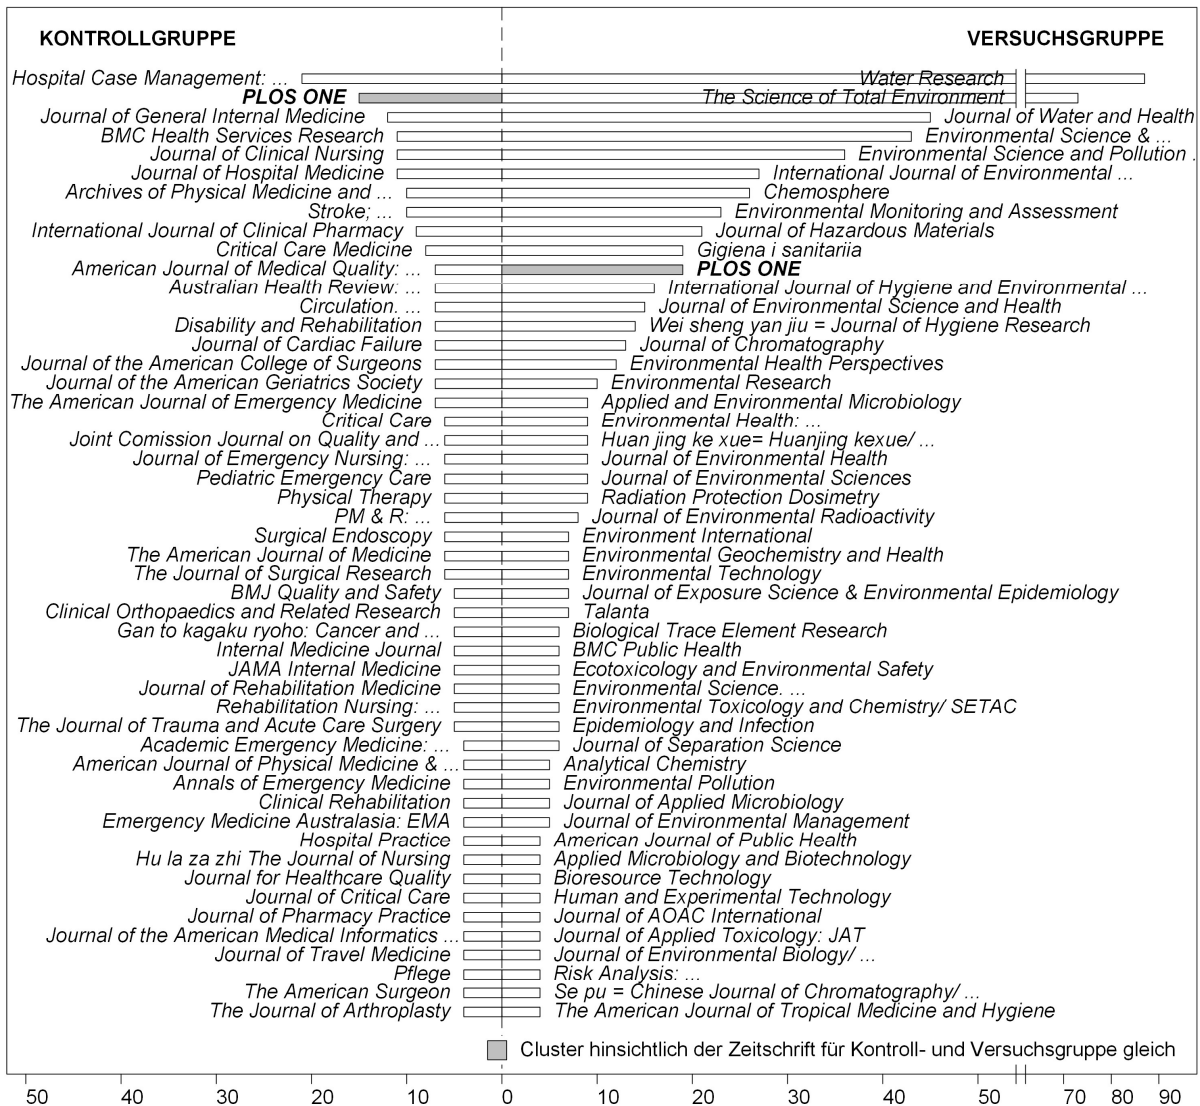 KONTROLLGRUPPE VERSUCHSGRUPPE
Hospital Case Management: ... Water Research
PLOS ONE The Science of Total Environment
Journal of General Internal Medicine Journal of Water and Health
BMC Health Services Research Environmental Science & ...
Journal of Clinical Nursing Environmental Science and Pollution .
Journal of Hospital Medicine International Journal of Environmental ...
Archives of Physical Medicine and ... Chemosphere
Stroke; ... Environmental Monitoring and Assessment
International Journal of Clinical Pharmacy Journal of Hazardous Materials
Critical Care Medicine Gigiena i sanitariia
American Journal of Medical Quality: ... PLOS ONE
Australian Health Review: ... International Journal of Hygiene and Environmental ...
Circulation. ... Journal of Environmental Science and Health
Disability and Rehabilitation Wei sheng yan jiu = Journal of Hygiene Research
Journal of Cardiac Failure Journal of Chromatography
Journal of the American College of Surgeons Environmental Health Perspectives
Journal of the American Geriatrics Society Environmental Research
The American Journal of Emergency Medicine Applied and Environmental Microbiology
Critical Care Environmental Health: ...
Joint Comission Journal on Quality and ... Huan jing ke xue= Huanjing kexue/ ...
Journal of Emergency Nursing: ... Journal of Environmental Health
Pediatric Emergency Care Journal of Environmental Sciences
Physical Therapy Radiation Protection Dosimetry
PM & R: ... Journal of Environmental Radioactivity
Surgical Endoscopy Environment International
The American Journal of Medicine Environmental Geochemistry and Health
The Journal of Surgical Research Environmental Technology
BMJ Quality and Safety Journal of Exposure Science & Environmental Epidemiology
Clinical Orthopaedics and Related Research Talanta
Gan to kagaku ryoho: Cancer and ... Biological Trace Element Research
Internal Medicine Journal BMC Public Health
JAMA Internal Medicine Ecotoxicology and Environmental Safety
Journal of Rehabilitation Medicine Environmental Science. ...
Rehabilitation Nursing: ... Environmental Toxicology and Chemistry/ SETAC
The Journal of Trauma and Acute Care Surgery Epidemiology and Infection
Academic Emergency Medicine: ... Journal of Separation Science
American Journal of Physical Medicine & ... Analytical Chemistry
Annals of Emergency Medicine Environmental Pollution
Clinical Rehabilitation Journal of Applied Microbiology
Emergency Medicine Australasia: EMA Journal of Environmental Management
Hospital Practice American Journal of Public Health
Hu la za zhi The Journal of Nursing Applied Microbiology and Biotechnology
Journal for Healthcare Quality Bioresource Technology
Journal of Critical Care Human and Experimental Technology
Journal of Pharmacy Practice Journal of AOAC International
Journal of the American Medical Informatics ... Journal of Applied Toxicology: JAT
Journal of Travel Medicine Journal of Environmental Biology/ ...
Pflege Risk Analysis: ...
The American Surgeon Se pu = Chinese Journal of Chromatography/ ...
The Journal of Arthroplasty The American Journal of Tropical Medicine and Hygiene
Cluster hinsichtlich der Zeitschrift für Kontroll- und Versuchsgruppe gleich
50 40 30 20 10 0 10 20 30 40 50 70 80 90